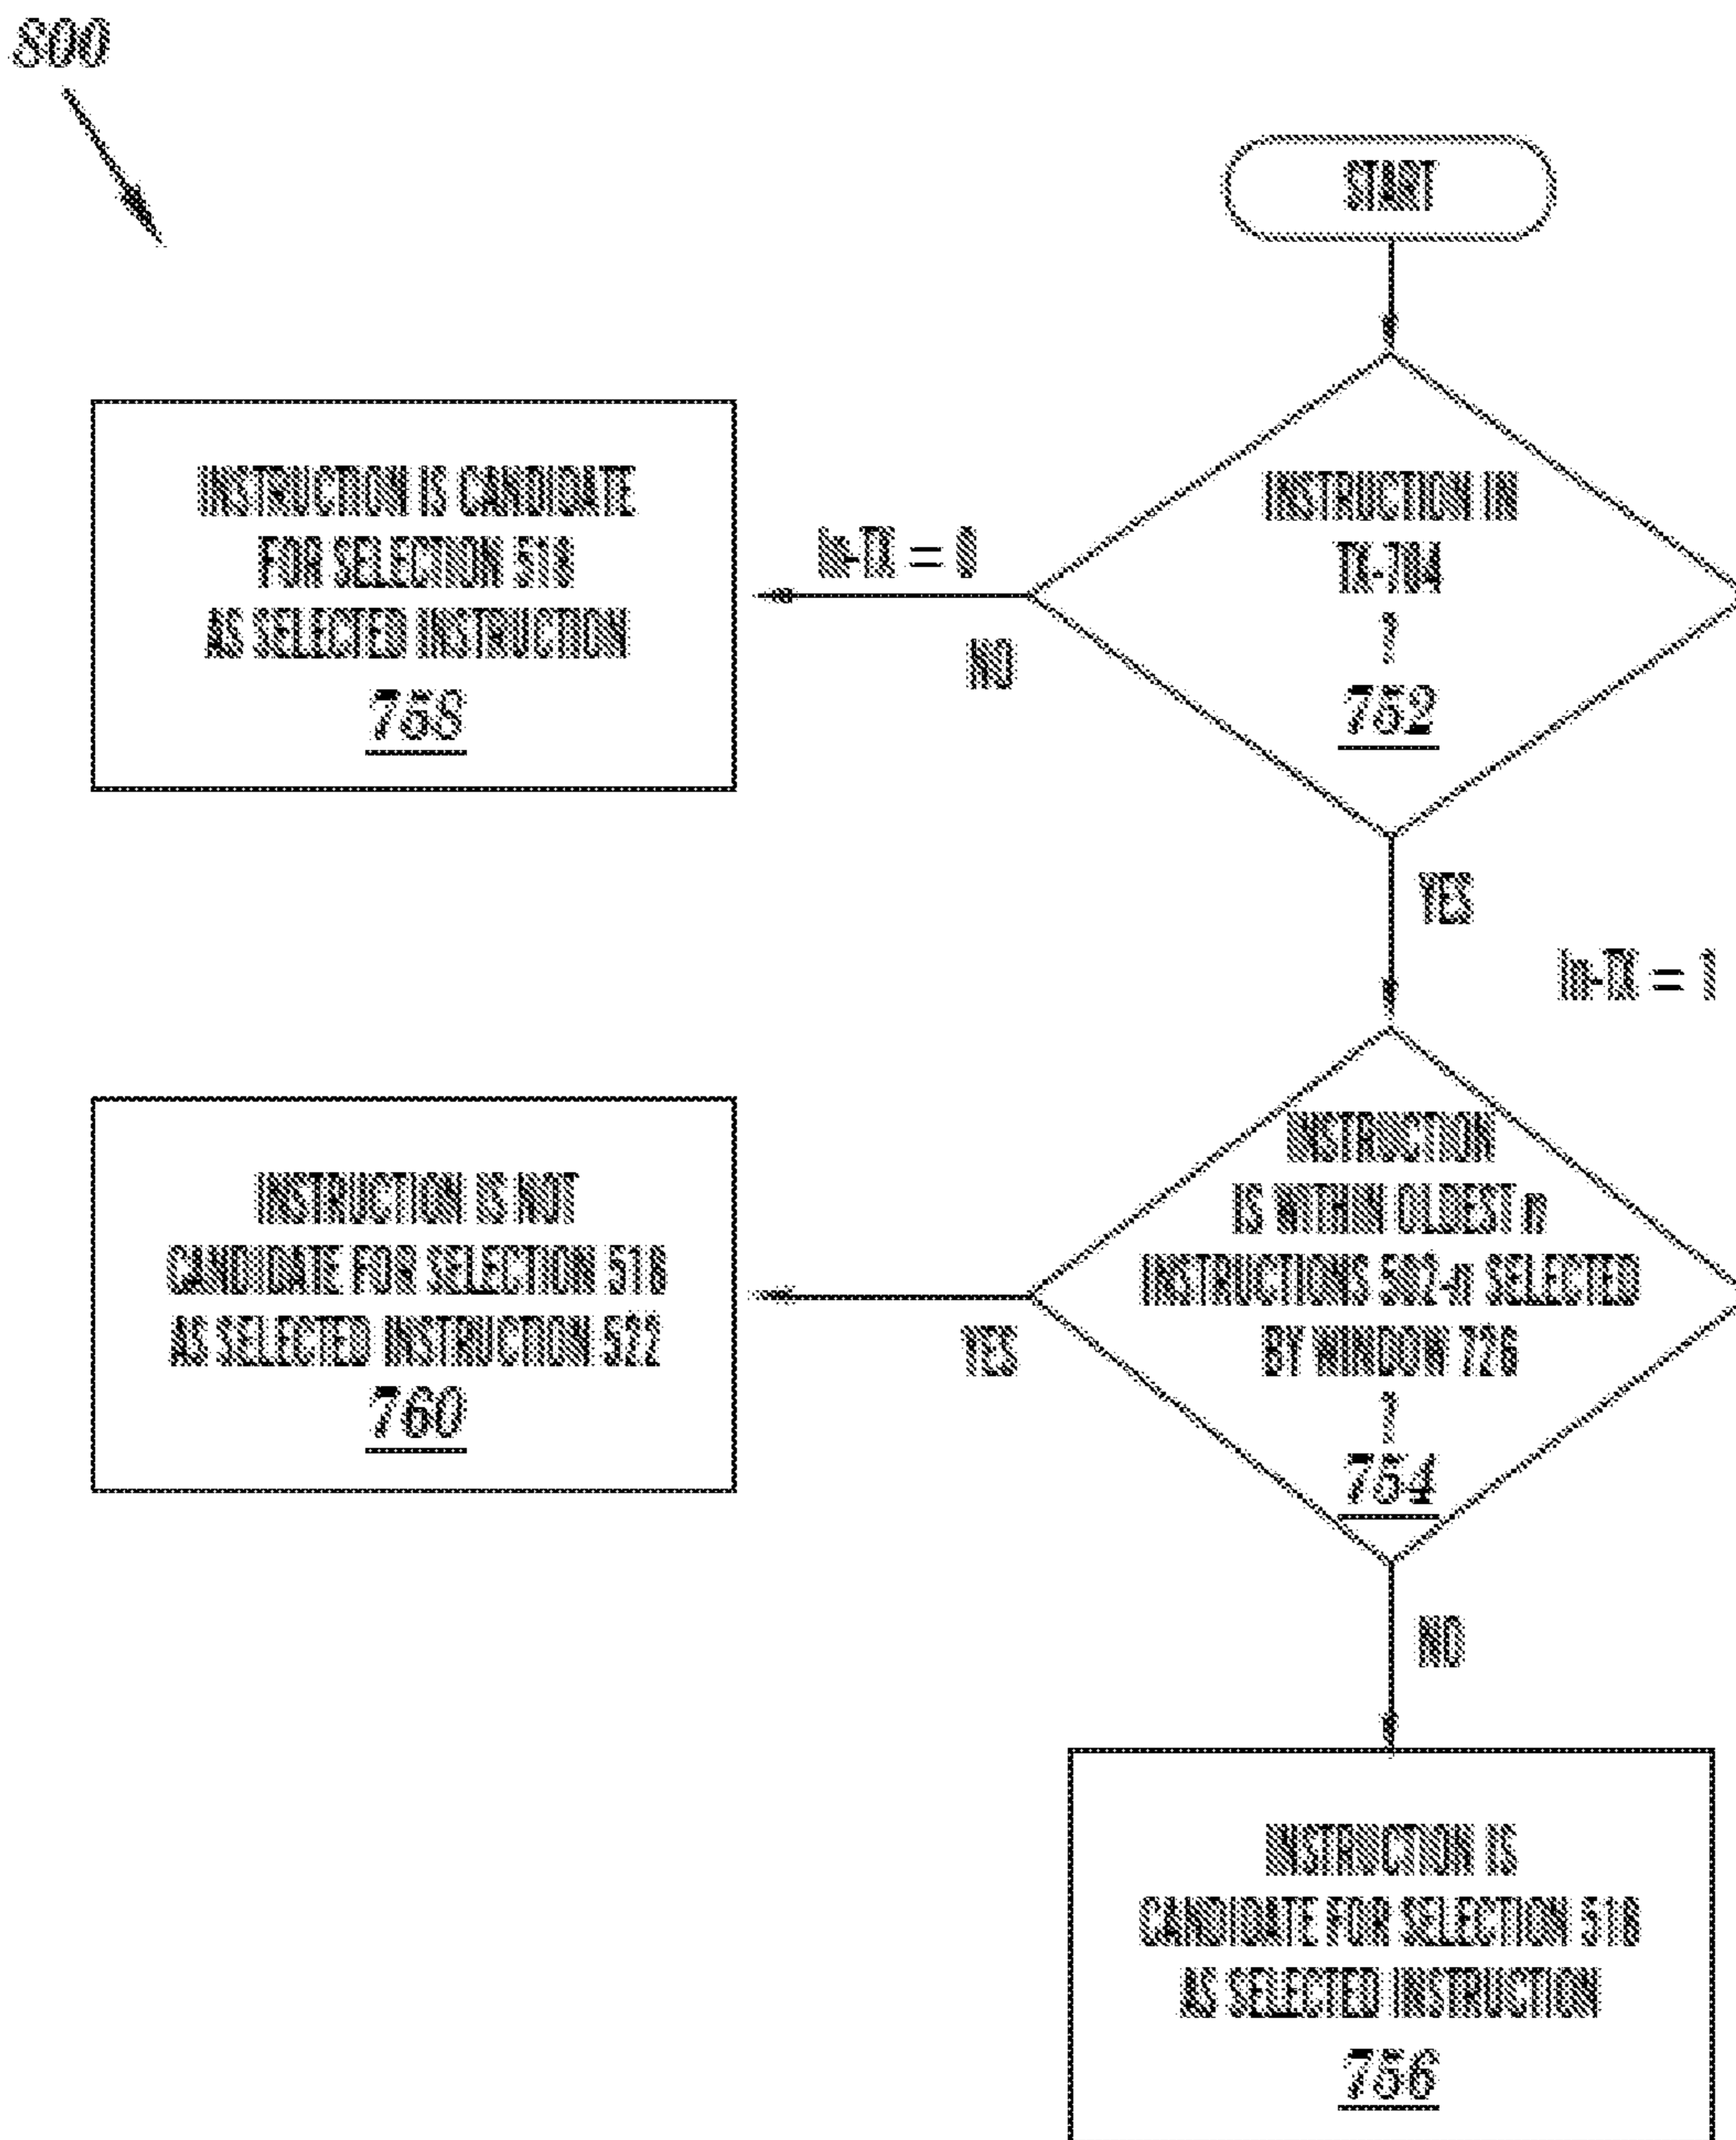 800
START
INSTRUCTION IN
TX-704
?
752
In-TX = 0
NO
INSTRUCTION IS CANDIDATE
FOR SELECTION 518
AS SELECTED INSTRUCTION
758
YES
In-TX = 1
INSTRUCTION
IS WITHIN OLDEST n
INSTRUCTIONS 502-n SELECTED
BY WINDOW 726
?
754
YES
INSTRUCTION IS NOT
CANDIDATE FOR SELECTION 518
AS SELECTED INSTRUCTION 522
760
NO
INSTRUCTION IS
CANDIDATE FOR SELECTION 518
AS SELECTED INSTRUCTION
756